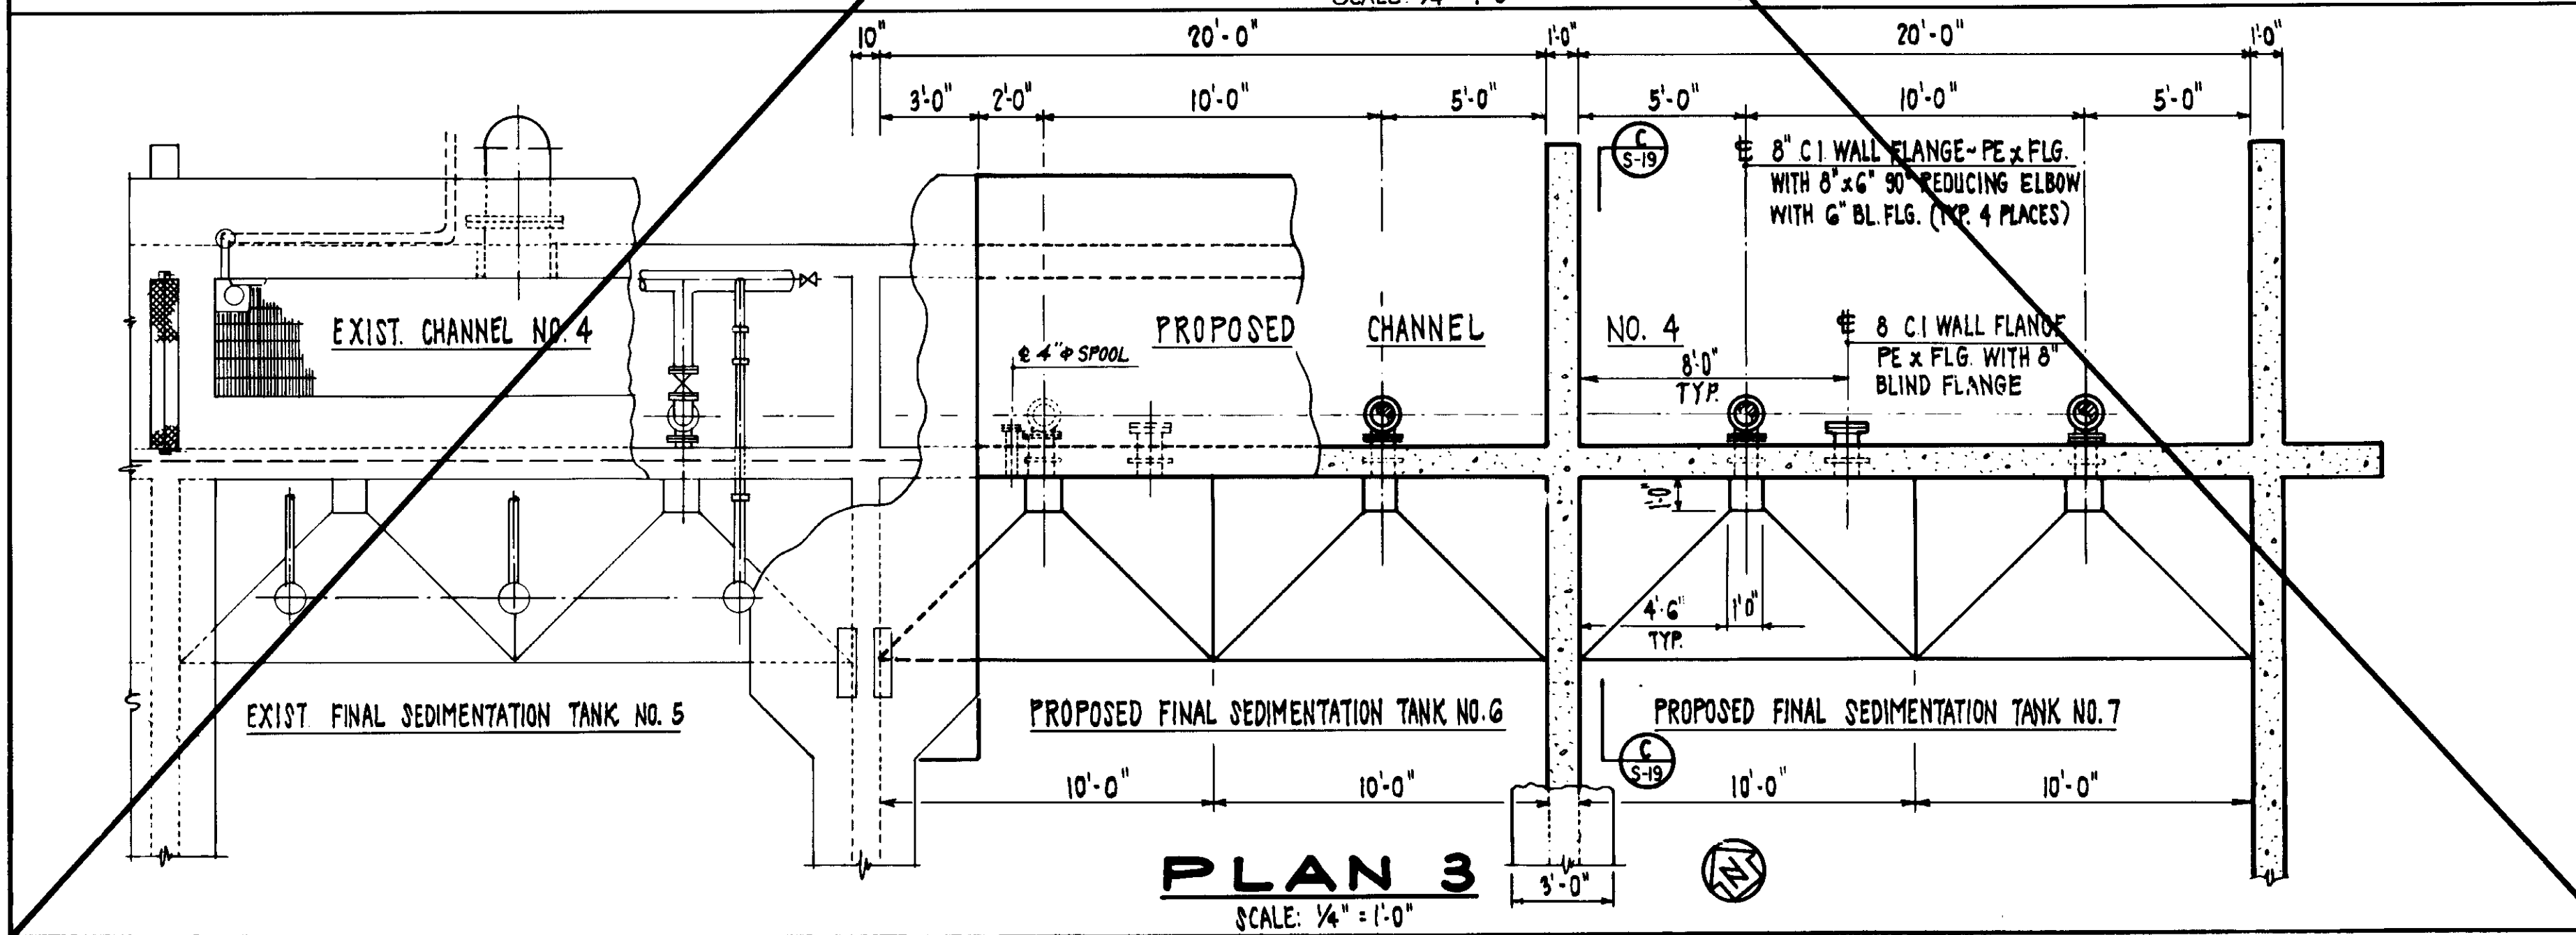 10" 20'-0" 1'-0" 20'-0" 1'-0"
3'-0" 2'-0" 10'-0" 5'-0" 5'-0" 10'-0" 5'-0"
C
S-19
℄ 8" C.I. WALL FLANGE~PE x FLG.
WITH 8"x6" 90° REDUCING ELBOW
WITH 6" BL. FLG. (TYP. 4 PLACES)
EXIST. CHANNEL NO. 4
PROPOSED CHANNEL NO. 4
℄ 4"Φ SPOOL
8'-0"
TYP.
℄ 8 C.I WALL FLANGE
PE x FLG. WITH 8"
BLIND FLANGE
1'-0"
4'-6" 1'0"
TYP.
EXIST. FINAL SEDIMENTATION TANK NO. 5
PROPOSED FINAL SEDIMENTATION TANK NO. 6
PROPOSED FINAL SEDIMENTATION TANK NO. 7
C
S-19
10'-0" 10'-0" 10'-0" 10'-0"
PLAN 3
SCALE: 1/4" = 1'-0"
3'-0"
N